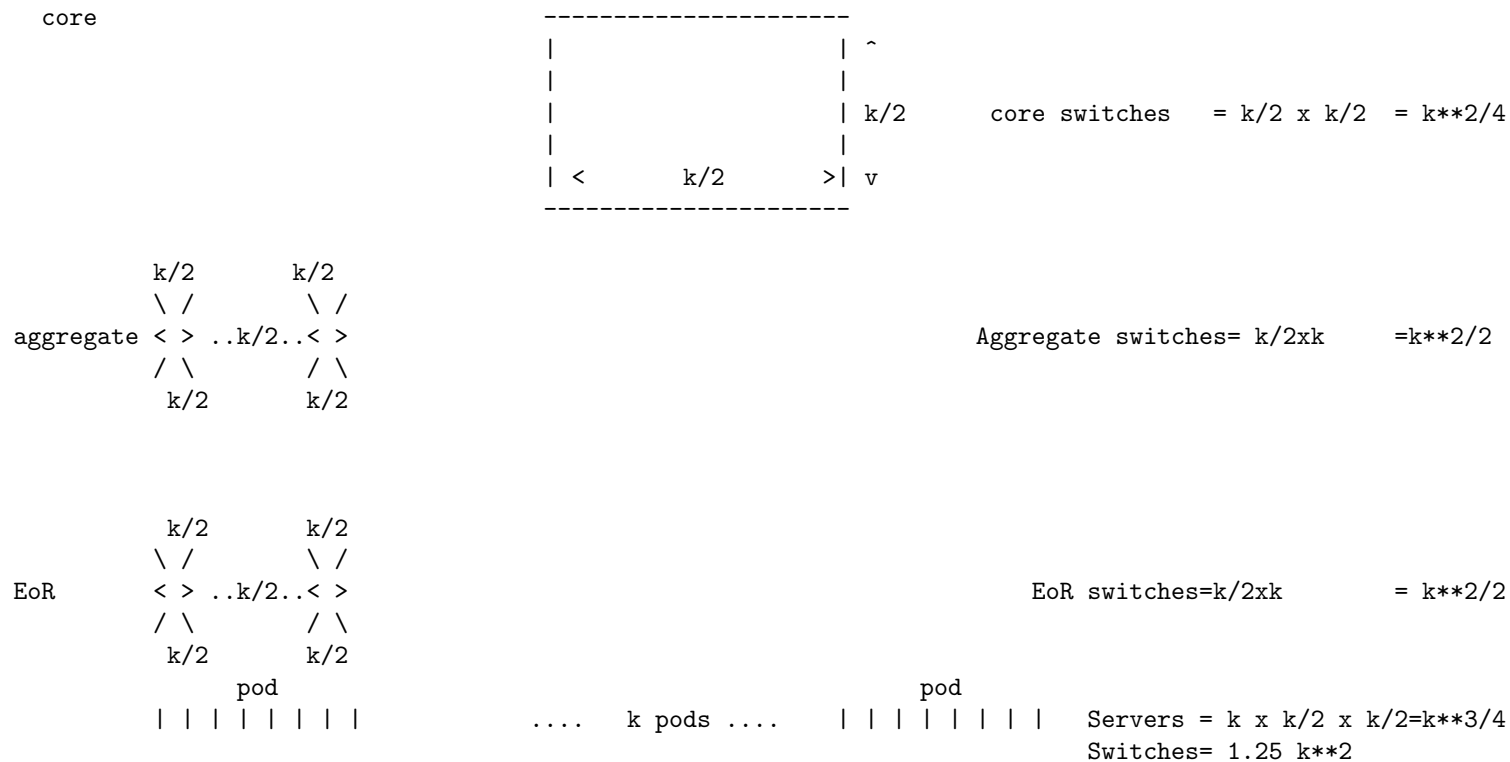 core ----------------------
| | ^
| |
| | k/2 core switches = k/2 x k/2 = k**2/4
| |
| < k/2 >| v
----------------------
k/2 k/2
\ / \ /
aggregate < > ..k/2..< > Aggregate switches= k/2xk =k**2/2
/ \ / \
k/2 k/2
k/2 k/2
\ / \ /
EoR < > ..k/2..< > EoR switches=k/2xk = k**2/2
/ \ / \
k/2 k/2
pod pod
| | | | | | | | .... k pods .... | | | | | | | | Servers = k x k/2 x k/2=k**3/4
Switches= 1.25 k**2